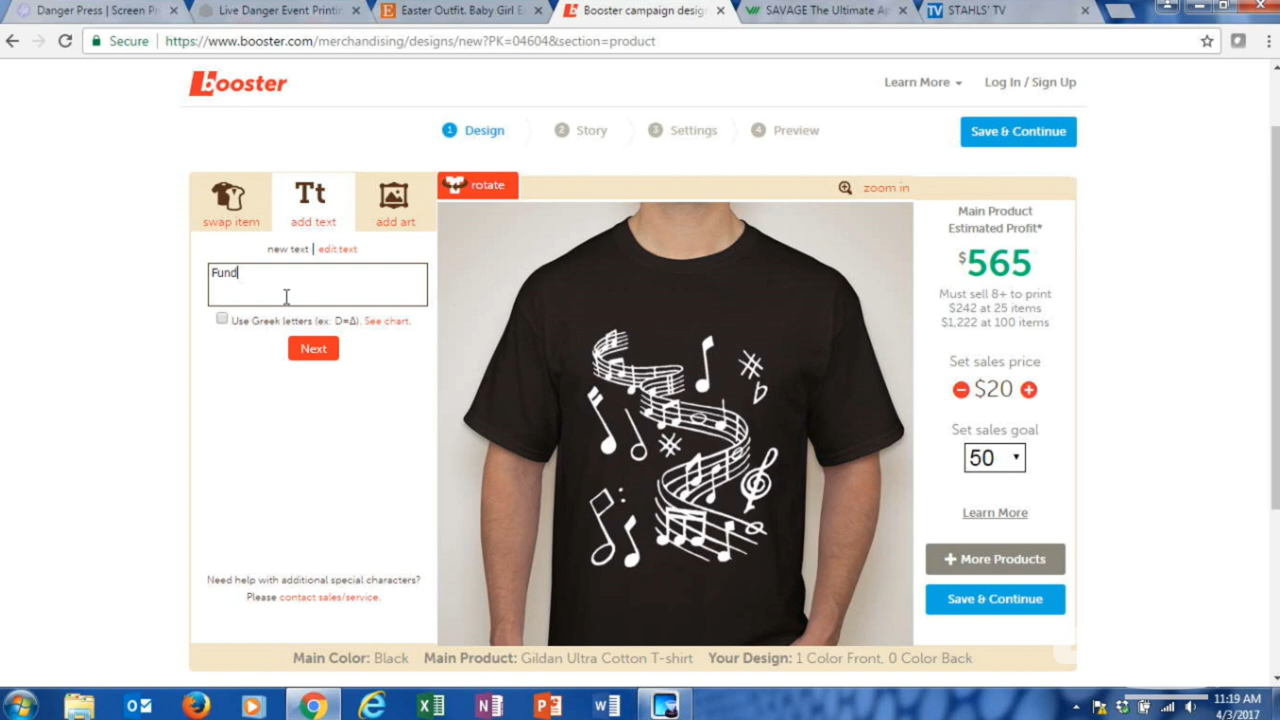 Danger Press | Screen Pr
Live Danger Event Printin
Easter Outfit. Baby Girl E
Booster campaign desig
SAVAGE The Ultimate A
STAHLS' TV
Secure
https://www.booster.com/merchandising/designs/new?PK=04604&section=product
booster
Learn More
Log In / Sign Up
1 Design
2 Story
3 Settings
4 Preview
Save & Continue
swap item
Tt
add text
add art
rotate
zoom in
new text | edit text
Fund
Use Greek letters (ex: D=Δ). See chart.
Next
Need help with additional special characters?
Please contact sales/service.
Main Product
Estimated Profit*
$565
Must sell 8+ to print
$242 at 25 items
$1,222 at 100 items
Set sales price
$20
Set sales goal
50
Learn More
+ More Products
Save & Continue
Main Color: Black Main Product: Gildan Ultra Cotton T-shirt Your Design: 1 Color Front, 0 Color Back
11:19 AM
4/3/2017